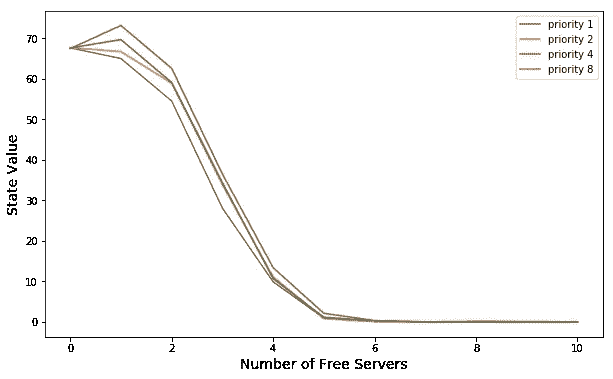 priority 1
priority 2
priority 4
priority 8
70
60
50
40
30
20
10
0
State Value
0 2 4 6 8 10
Number of Free Servers